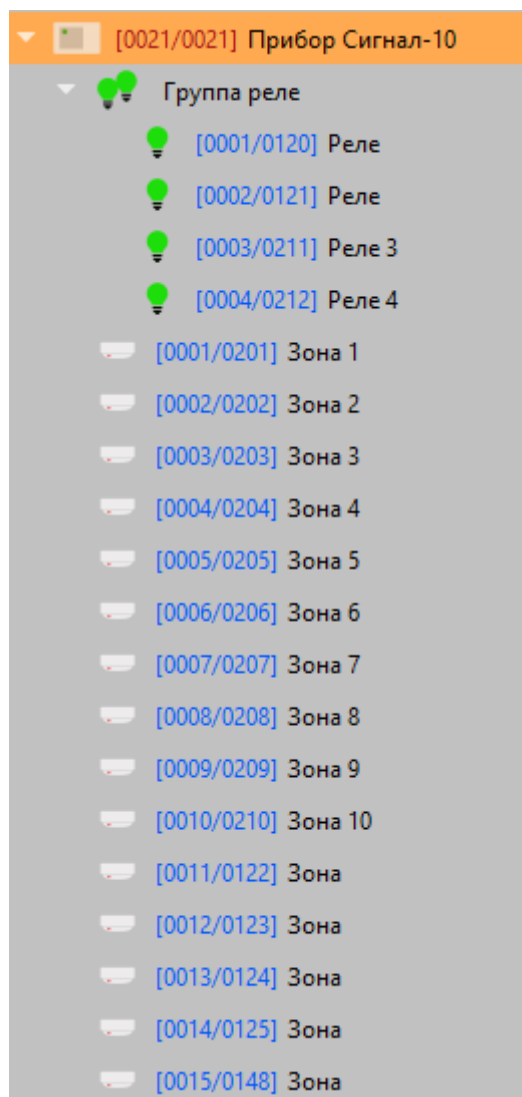 [0021/0021] Прибор Сигнал-10
Группа реле
[0001/0120] Реле
[0002/0121] Реле
[0003/0211] Реле 3
[0004/0212] Реле 4
[0001/0201] Зона 1
[0002/0202] Зона 2
[0003/0203] Зона 3
[0004/0204] Зона 4
[0005/0205] Зона 5
[0006/0206] Зона 6
[0007/0207] Зона 7
[0008/0208] Зона 8
[0009/0209] Зона 9
[0010/0210] Зона 10
[0011/0122] Зона
[0012/0123] Зона
[0013/0124] Зона
[0014/0125] Зона
[0015/0148] Зона